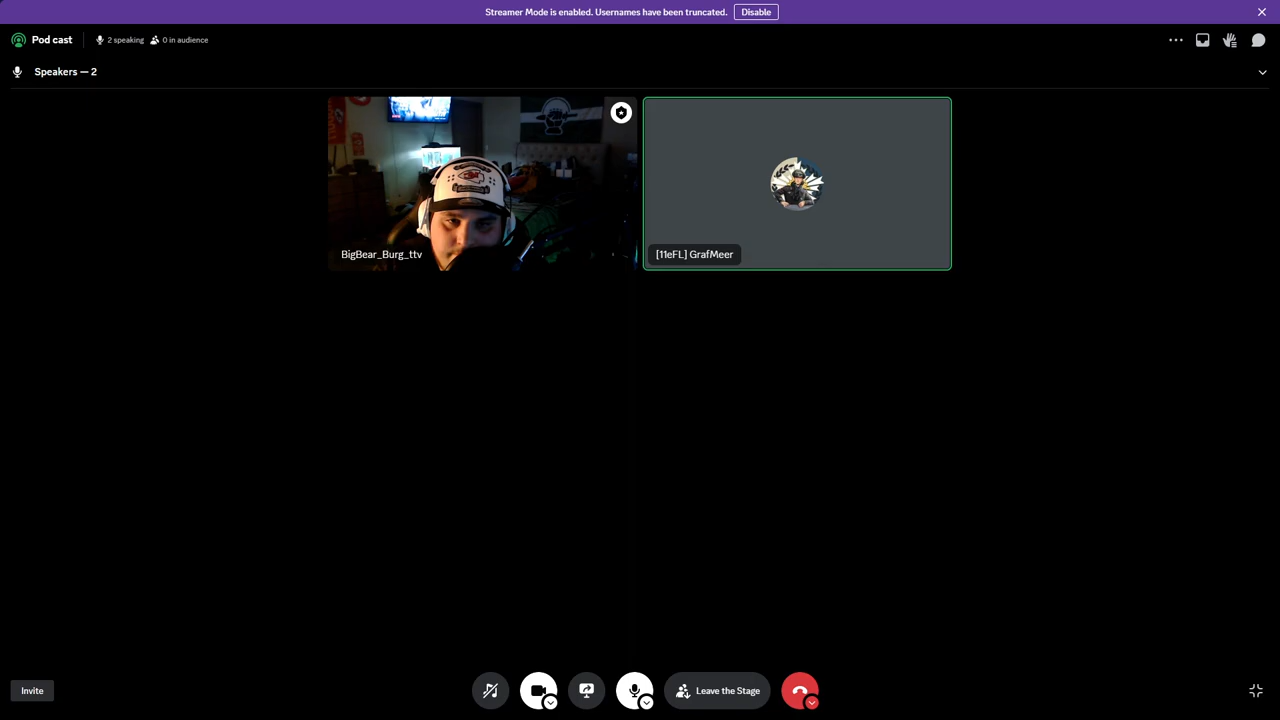 Streamer Mode is enabled. Usernames have been truncated. Disable
Pod cast 2 speaking 0 in audience
Speakers — 2
BigBear_Burg_ttv
[11eFL] GrafMeer
Invite
Leave the Stage